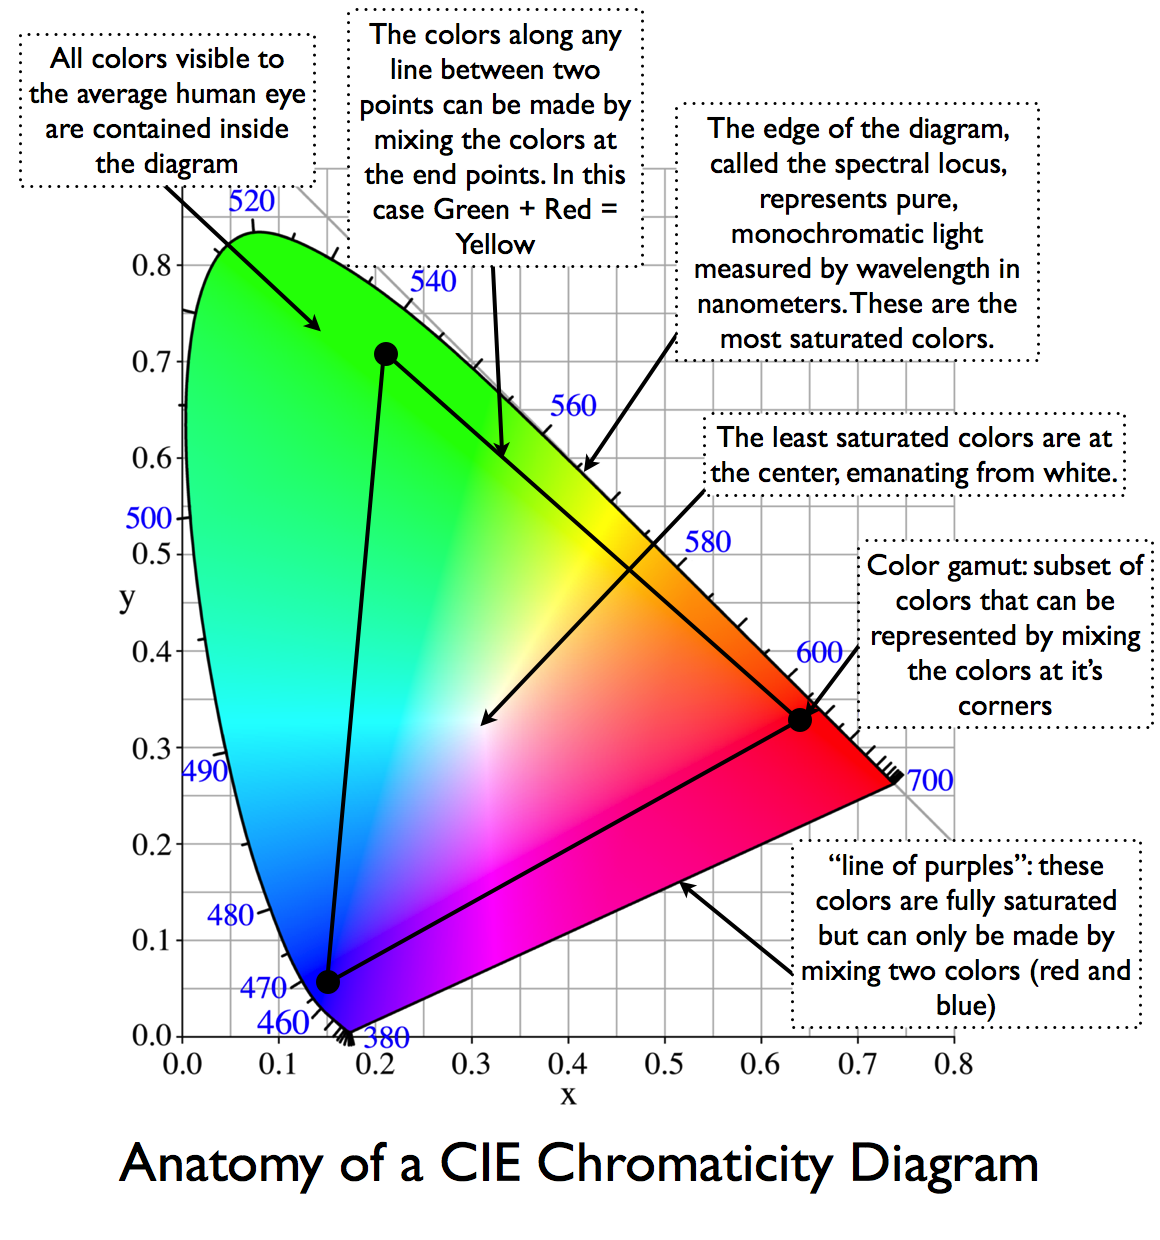 All colors visible to
the average human eye
are contained inside
the diagram
The colors along any
line between two
points can be made by
mixing the colors at
the end points. In this
case Green + Red =
Yellow
The edge of the diagram,
called the spectral locus,
represents pure,
monochromatic light
measured by wavelength in
nanometers. These are the
most saturated colors.
The least saturated colors are at
the center, emanating from white.
Color gamut: subset of
colors that can be
represented by mixing
the colors at it's
corners
"line of purples": these
colors are fully saturated
but can only be made by
mixing two colors (red and
blue)
520
540
560
580
600
700
500
490
480
470
460
380
0.8
0.7
0.6
0.5
y
0.4
0.3
0.2
0.1
0.0
0.0 0.1 0.2 0.3 0.4 0.5 0.6 0.7 0.8
x
Anatomy of a CIE Chromaticity Diagram